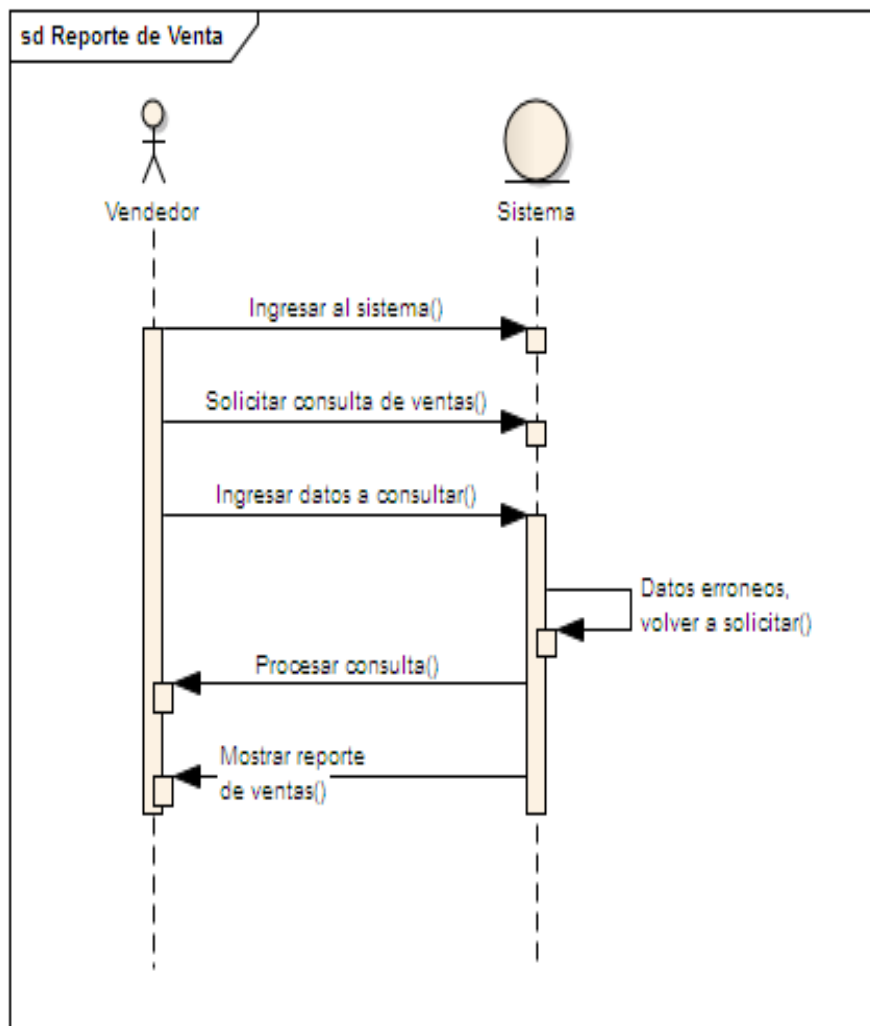 sd Reporte de Venta
Vendedor
Sistema
Ingresar al sistema()
Solicitar consulta de ventas()
Ingresar datos a consultar()
Datos erroneos,
volver a solicitar()
Procesar consulta()
Mostrar reporte
de ventas()